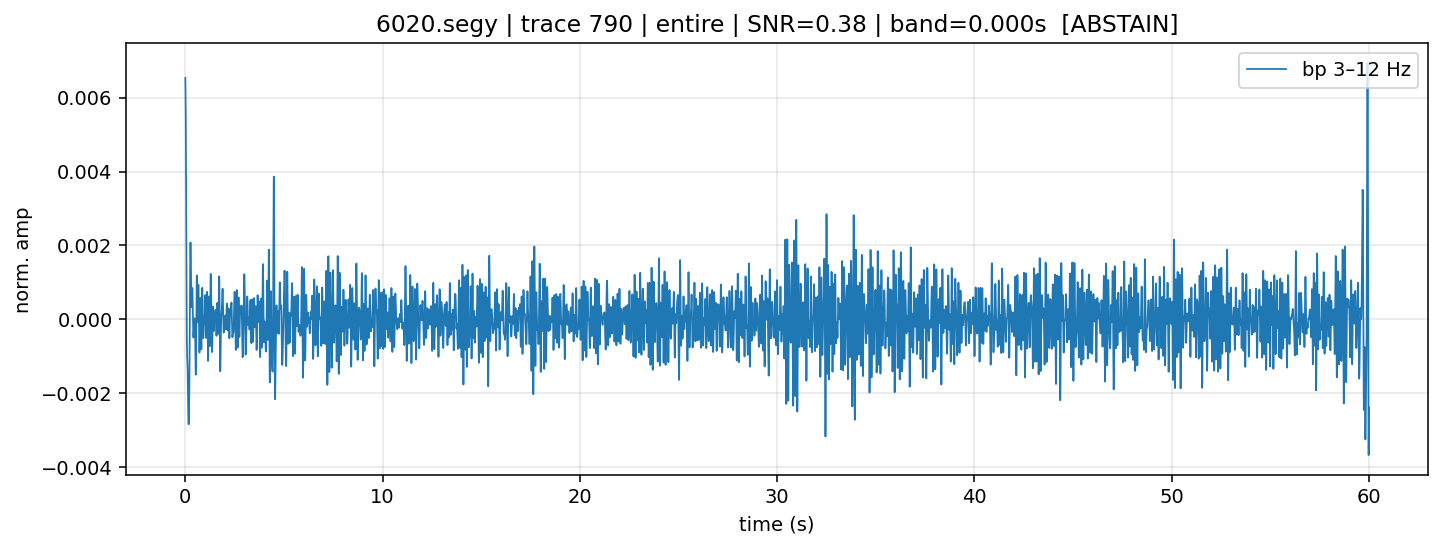 6020.segy | trace 790 | entire | SNR=0.38 | band=0.000s  [ABSTAIN]
bp 3–12 Hz
0.006
0.004
0.002
0.000
−0.002
−0.004
norm. amp
0 10 20 30 40 50 60
time (s)